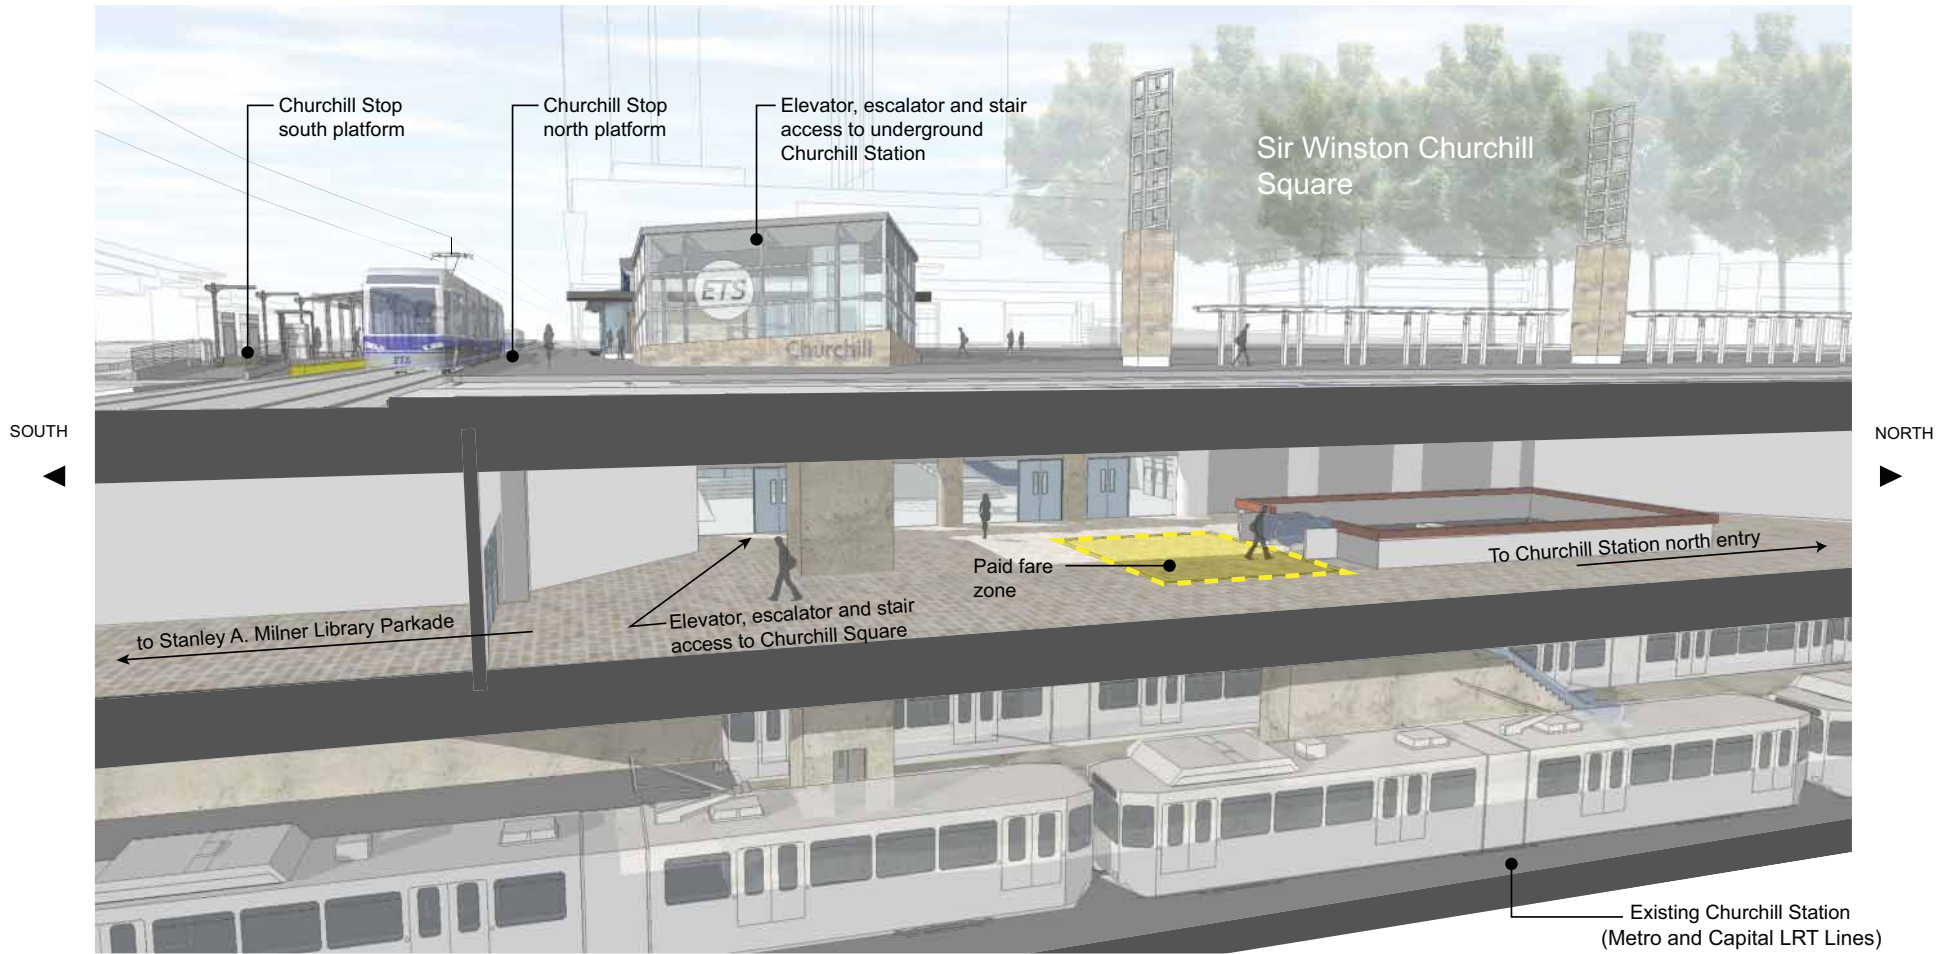 Churchill Stop
south platform
Churchill Stop
north platform
Elevator, escalator and stair
access to underground
Churchill Station
Sir Winston Churchill
Square
ETS
Churchill
ETS
SOUTH
NORTH
Paid fare
zone
To Churchill Station north entry
to Stanley A. Milner Library Parkade
Elevator, escalator and stair
access to Churchill Square
Existing Churchill Station
(Metro and Capital LRT Lines)